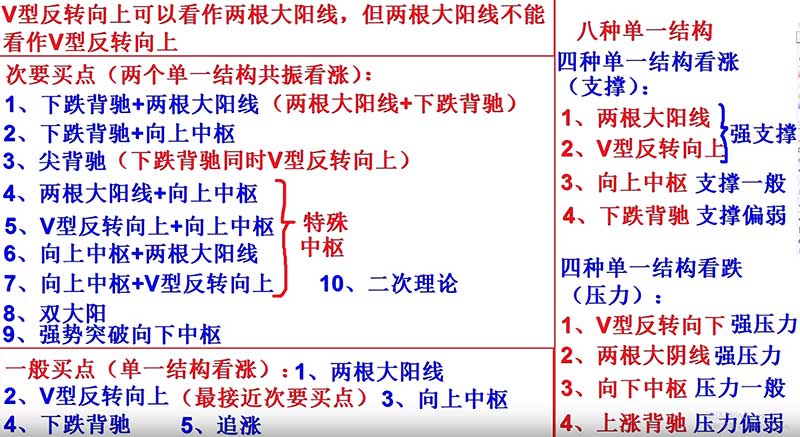 V型反转向上可以看作两根大阳线，但两根大阳线不能
看作V型反转向上
次要买点（两个单一结构共振看涨）：
1、下跌背驰+两根大阳线（两根大阳线+下跌背驰）
2、下跌背驰+向上中枢
3、尖背驰（下跌背驰同时V型反转向上）
4、两根大阳线+向上中枢
5、V型反转向上+向上中枢
6、向上中枢+两根大阳线
7、向上中枢+V型反转向上
特殊
中枢
10、二次理论
8、双大阳
9、强势突破向下中枢
一般买点（单一结构看涨）：1、两根大阳线
2、V型反转向上（最接近次要买点）3、向上中枢
4、下跌背驰 5、追涨
八种单一结构
四种单一结构看涨
（支撑）：
1、两根大阳线
2、V型反转向上
强支撑
3、向上中枢 支撑一般
4、下跌背驰 支撑偏弱
四种单一结构看跌
（压力）：
1、V型反转向下 强压力
2、两根大阴线 强压力
3、向下中枢 压力一般
4、上涨背驰 压力偏弱